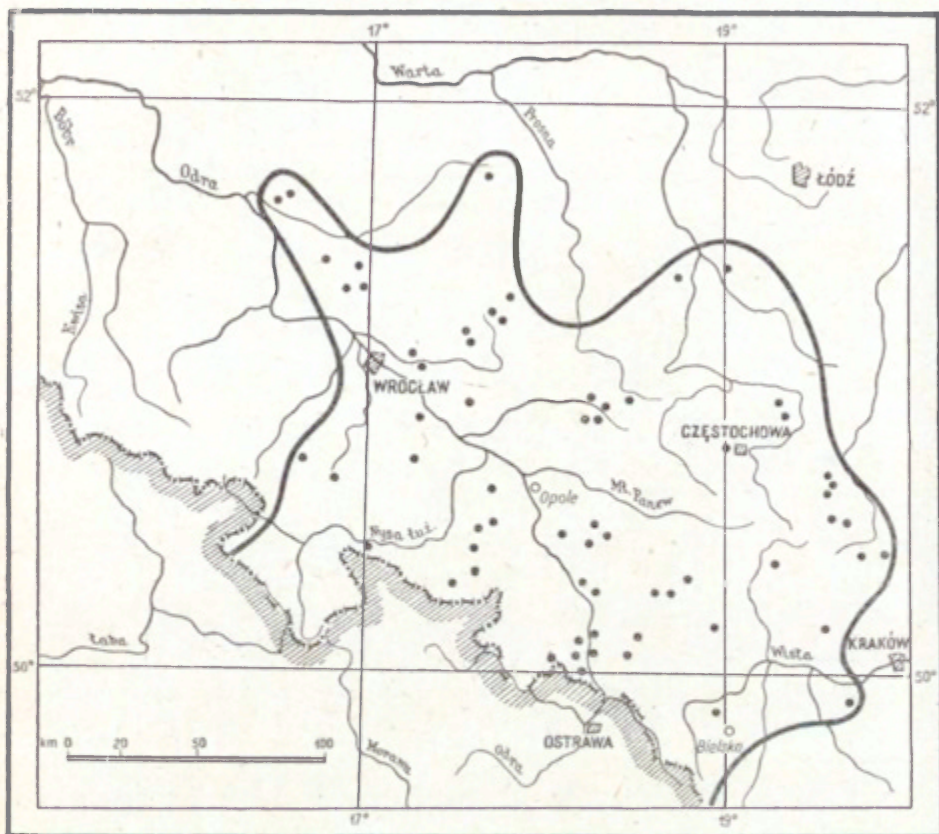 17° 19°
Warta
52° 52°
Bóbr
Prosna
Odra
ŁÓDŹ
Kwisa
WROCŁAW
CZĘSTOCHOWA
Opole
Mł. Panew
Nysa Łuż.
Łaba
50° 50°
KRAKÓW
Wisła
km 0 20 50 100
OSTRAWA
Bielsko
Morawa
Odra
17° 19°